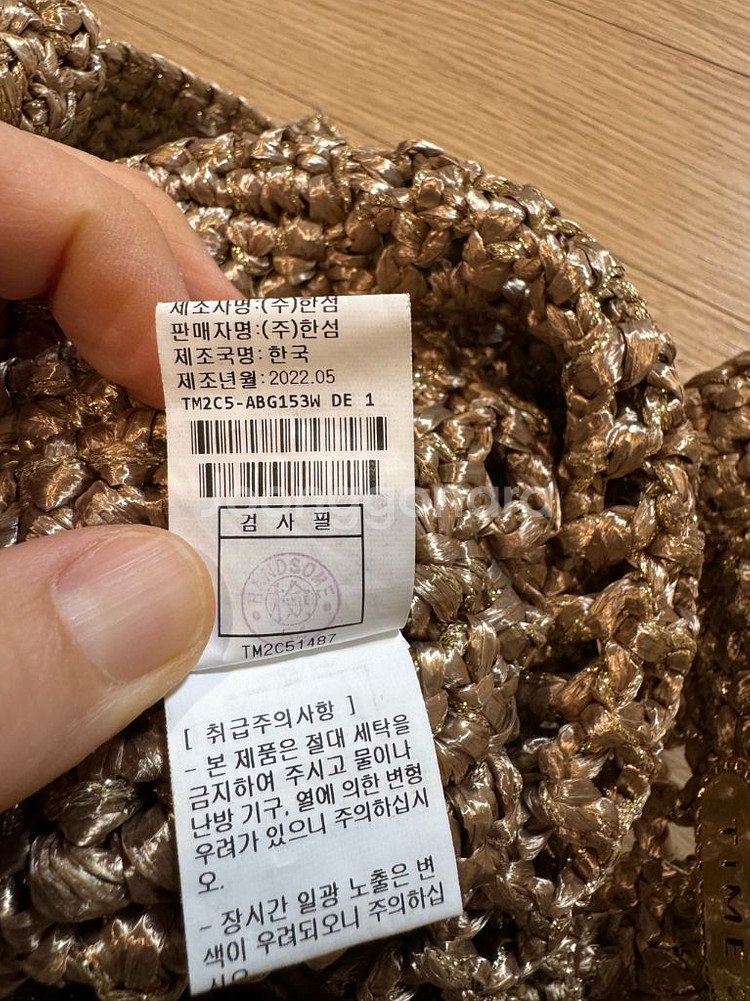 제조자명:(주)한섬
판매자명:(주)한섬
제조국명: 한국
제조년월: 2022.05
TM2C5-ABG153W DE 1
검 사 필
HANDSOME
TM2C51487
[ 취급주의사항 ]
- 본 제품은 절대 세탁을
금지하여 주시고 물이나
난방 기구, 열에 의한 변형
우려가 있으니 주의하십시
오.
- 장시간 일광 노출은 변
색이 우려되오니 주의하십
시오
TIME